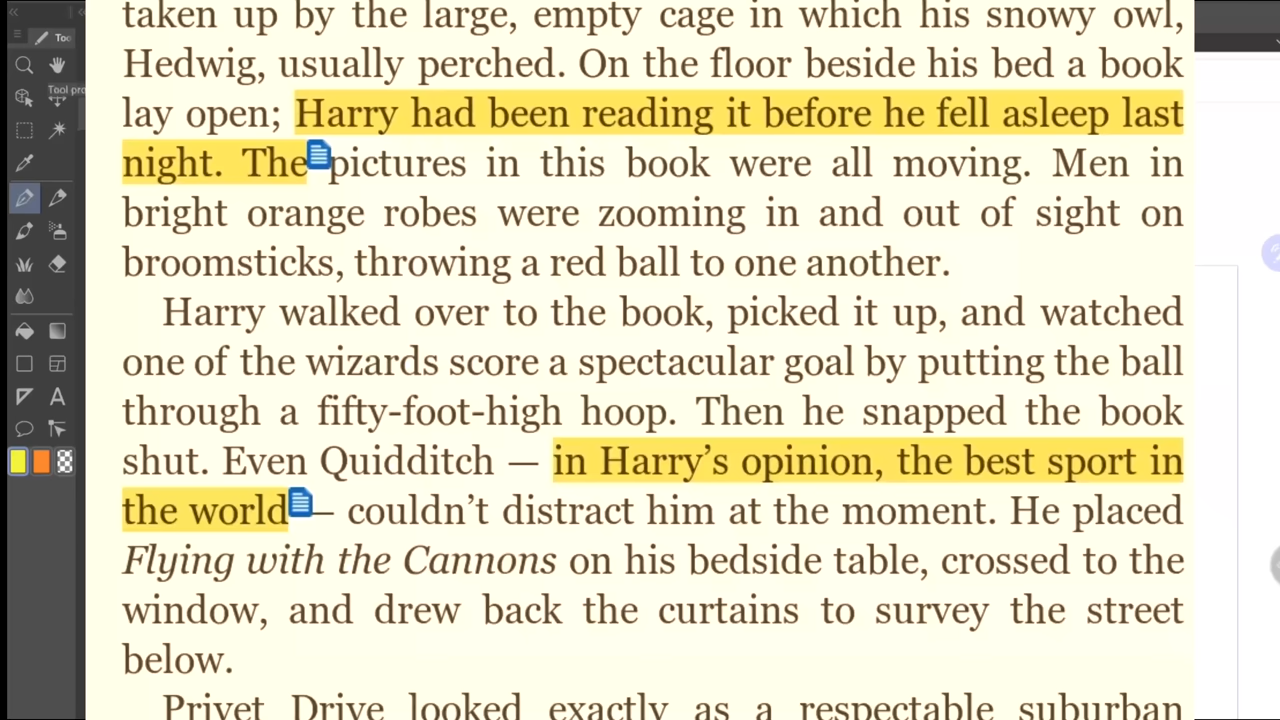 Too
Tool pro
taken up by the large, empty cage in which his snowy owl,
Hedwig, usually perched. On the floor beside his bed a book
lay open; Harry had been reading it before he fell asleep last
night. The pictures in this book were all moving. Men in
bright orange robes were zooming in and out of sight on
broomsticks, throwing a red ball to one another.
Harry walked over to the book, picked it up, and watched
one of the wizards score a spectacular goal by putting the ball
through a fifty-foot-high hoop. Then he snapped the book
shut. Even Quidditch — in Harry’s opinion, the best sport in
the world — couldn’t distract him at the moment. He placed
Flying with the Cannons on his bedside table, crossed to the
window, and drew back the curtains to survey the street
below.
Privet Drive looked exactly as a respectable suburban